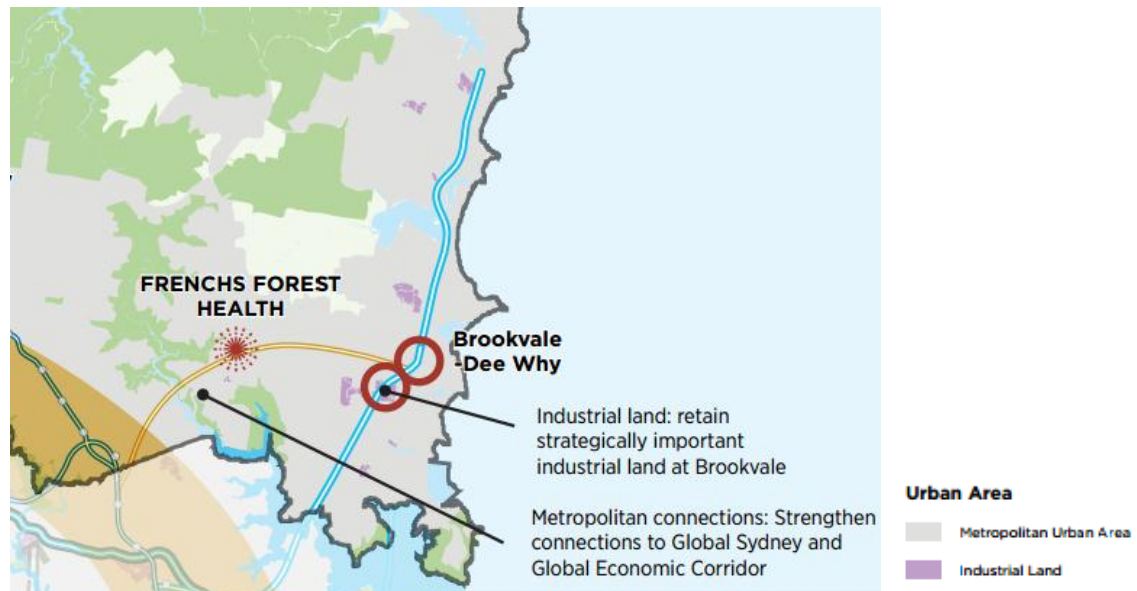 FRENCHS FOREST
HEALTH
Brookvale
-Dee Why
Industrial land: retain
strategically important
industrial land at Brookvale
Metropolitan connections: Strengthen
connections to Global Sydney and
Global Economic Corridor
Urban Area
Metropolitan Urban Area
Industrial Land